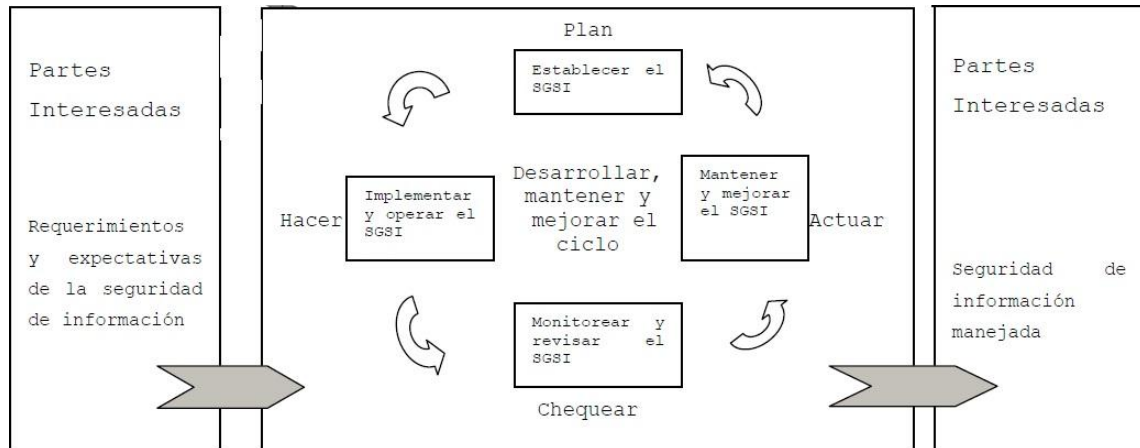 Partes
Interesadas
Requerimientos
y expectativas
de la seguridad
de información
Plan
Establecer el
SGSI
Hacer
Implementar
y operar el
SGSI
Desarrollar,
mantener y
mejorar el
ciclo
Mantener
y mejorar
el SGSI
Actuar
Monitorear y
revisar el
SGSI
Chequear
Partes
Interesadas
Seguridad de
información
manejada